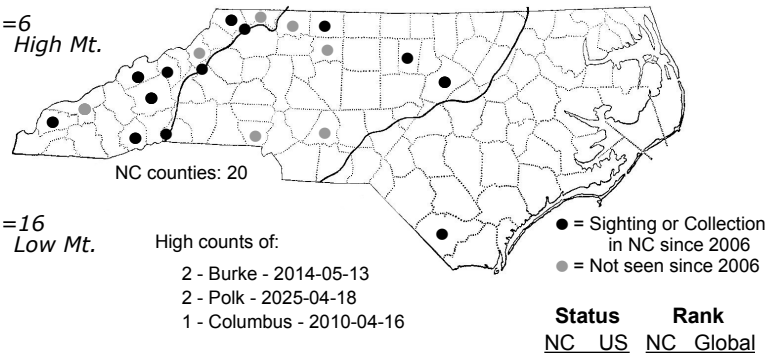 =6
High Mt.
NC counties: 20
=16
Low Mt.
High counts of:
2 - Burke - 2014-05-13
2 - Polk - 2025-04-18
1 - Columbus - 2010-04-16
= Sighting or Collection
in NC since 2006
= Not seen since 2006
Status Rank
NC US NC Global